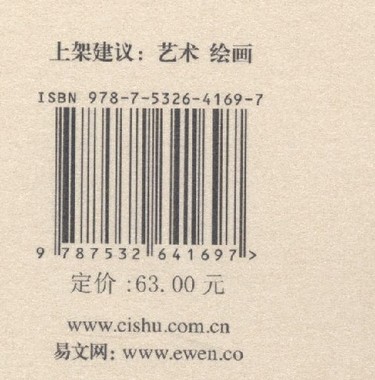 上架建议：艺术 绘画
ISBN 978-7-5326-4169-7
9 787532 641697 >
定价:63.00 元
www.cishu.com.cn
易文网: www.ewen.co